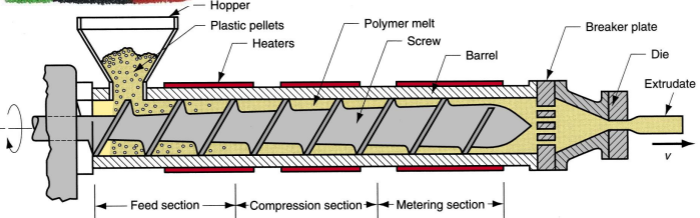 Hopper
Plastic pellets
Heaters
Polymer melt
Screw
Barrel
Breaker plate
Die
Extrudate
v
Feed section
Compression section
Metering section